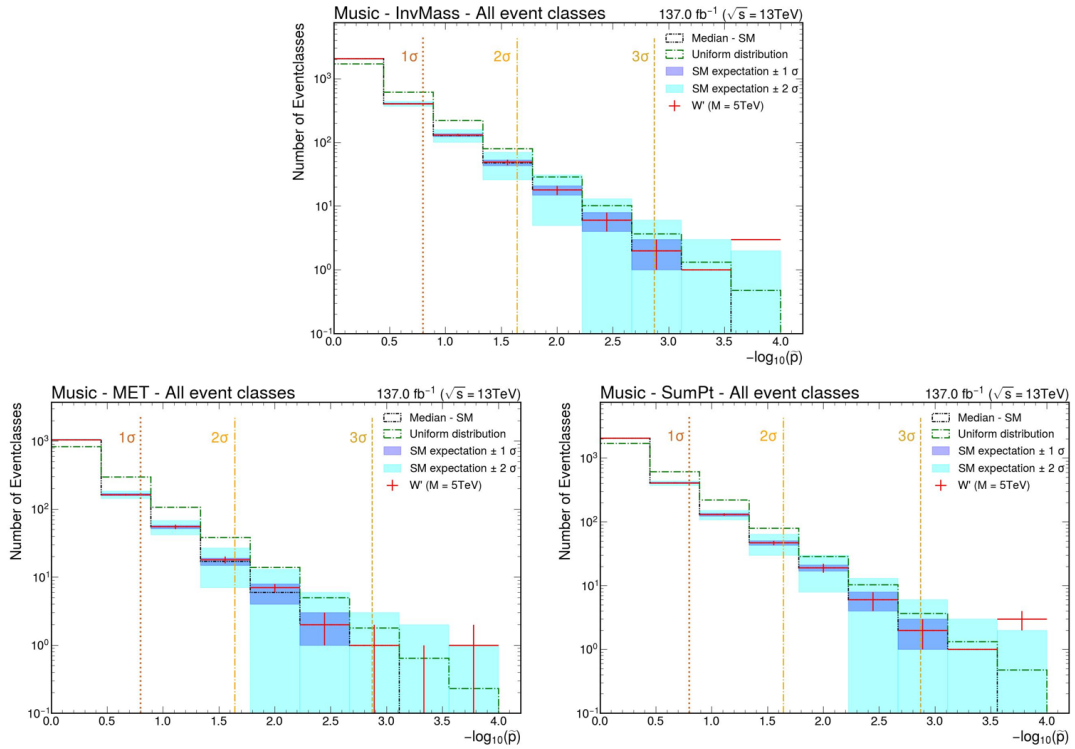 Music - InvMass - All event classes
137.0 fb⁻¹ (√s = 13TeV)
Number of Eventclasses
10³
10²
10¹
10⁰
10⁻¹
1σ
2σ
3σ
Median - SM
Uniform distribution
SM expectation ± 1 σ
SM expectation ± 2 σ
W' (M = 5TeV)
0.0 0.5 1.0 1.5 2.0 2.5 3.0 3.5 4.0
−log₁₀(p̃)
Music - MET - All event classes
137.0 fb⁻¹ (√s = 13TeV)
Number of Eventclasses
10³
10²
10¹
10⁰
10⁻¹
1σ
2σ
3σ
Median - SM
Uniform distribution
SM expectation ± 1 σ
SM expectation ± 2 σ
W' (M = 5TeV)
0.0 0.5 1.0 1.5 2.0 2.5 3.0 3.5 4.0
−log₁₀(p̃)
Music - SumPt - All event classes
137.0 fb⁻¹ (√s = 13TeV)
Number of Eventclasses
10³
10²
10¹
10⁰
10⁻¹
1σ
2σ
3σ
Median - SM
Uniform distribution
SM expectation ± 1 σ
SM expectation ± 2 σ
W' (M = 5TeV)
0.0 0.5 1.0 1.5 2.0 2.5 3.0 3.5 4.0
−log₁₀(p̃)